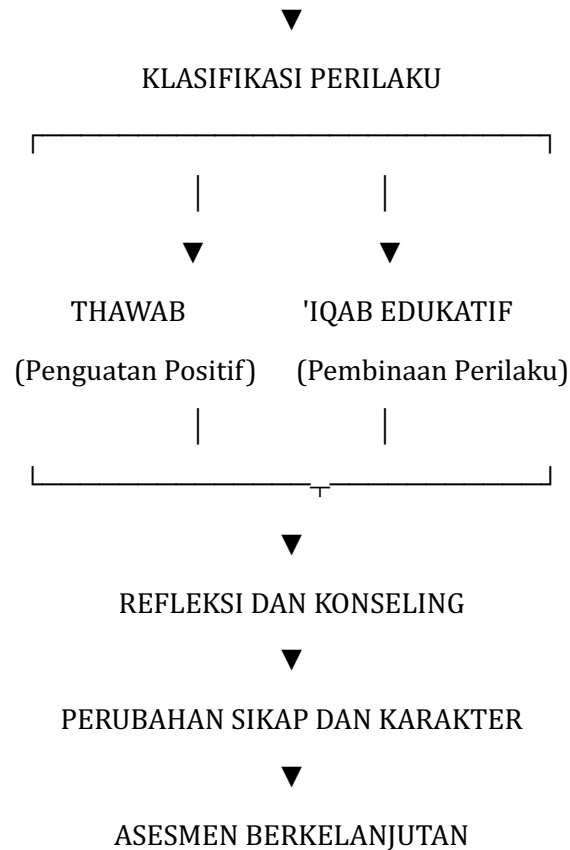 KLASIFIKASI PERILAKU
THAWAB 'IQAB EDUKATIF
(Penguatan Positif) (Pembinaan Perilaku)
REFLEKSI DAN KONSELING
PERUBAHAN SIKAP DAN KARAKTER
ASESMEN BERKELANJUTAN